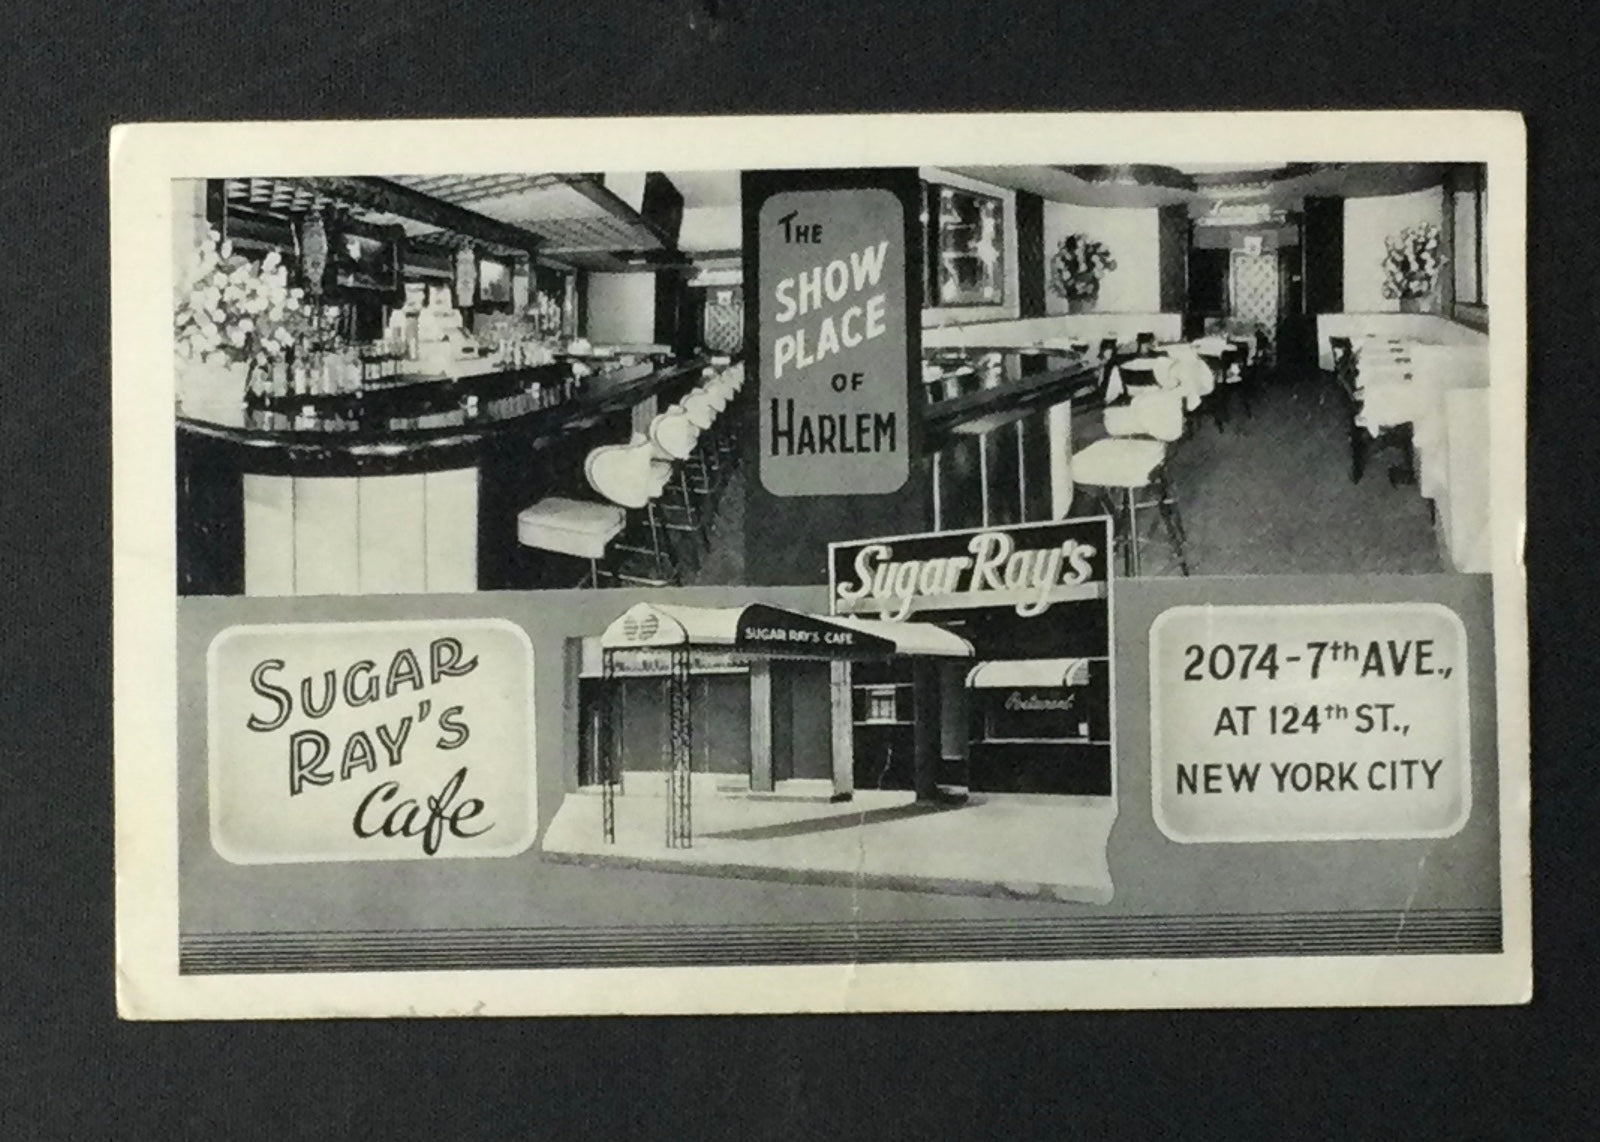 THE
SHOW
PLACE
OF
HARLEM
Sugar Ray's
SUGAR RAY'S CAFE
Restaurant
SUGAR
RAY'S
Cafe
2074-7th AVE.,
AT 124th ST.,
NEW YORK CITY